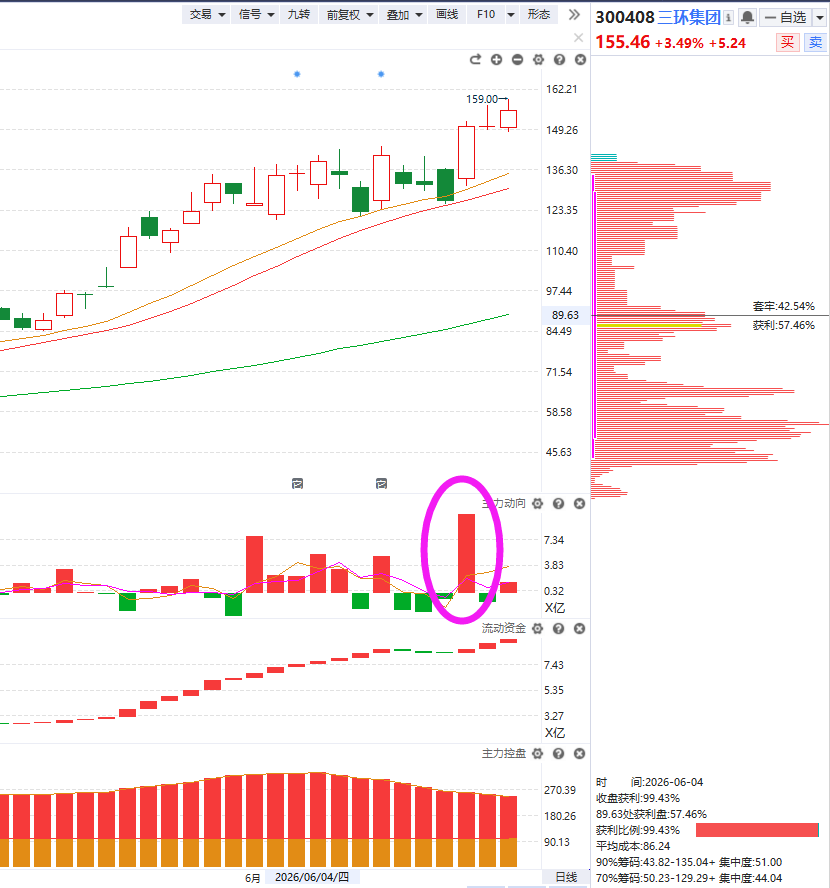 交易 信号 九转 前复权 叠加 画线 F10 形态
300408 三环集团 自选
155.46 +3.49% +5.24 买 卖
159.00
162.21
149.26
136.30
123.35
110.40
97.44
89.63
84.49
71.54
58.58
45.63
套牢:42.54%
获利:57.46%
主力动向
7.34
3.83
0.32
X亿
流动资金
7.43
5.35
3.27
X亿
主力控盘
270.39
180.26
90.13
6月 2026/06/04/四 日线
时 间:2026-06-04
收盘获利:99.43%
89.63处获利盘:57.46%
获利比例:99.43%
平均成本:86.24
90%筹码:43.82-135.04+ 集中度:51.00
70%筹码:50.23-129.29+ 集中度:44.04